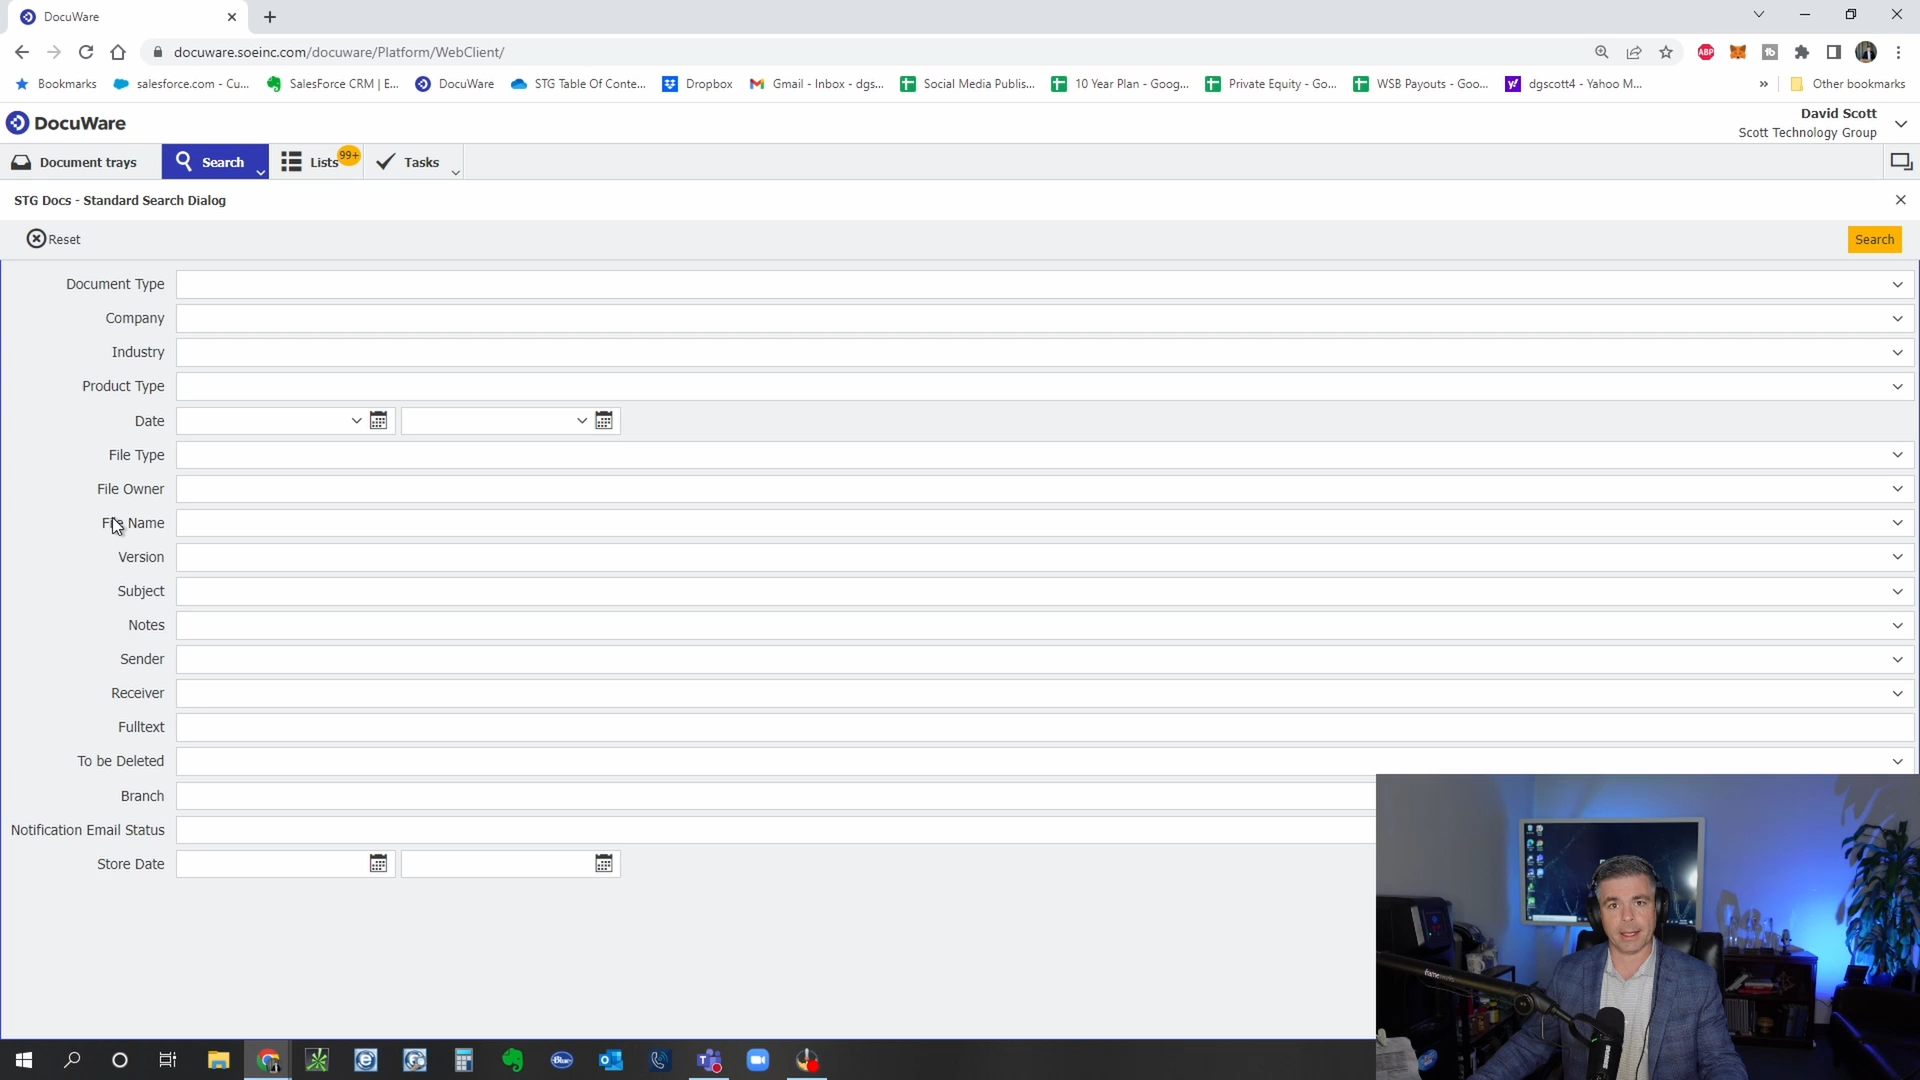 DocuWare
docuware.soeinc.com/docuware/Platform/WebClient/
ABP
Bookmarks
salesforce.com - Cu...
SalesForce CRM | E...
DocuWare
STG Table Of Conte...
Dropbox
Gmail - Inbox - dgs...
Social Media Publis...
10 Year Plan - Goog...
Private Equity - Go...
WSB Payouts - Goo...
dgscott4 - Yahoo M...
Other bookmarks
DocuWare
David Scott
Scott Technology Group
Document trays
Search
Lists
99+
Tasks
STG Docs - Standard Search Dialog
Reset
Search
Document Type
Company
Industry
Product Type
Date
File Type
File Owner
File Name
Version
Subject
Notes
Sender
Receiver
Fulltext
To be Deleted
Branch
Notification Email Status
Store Date